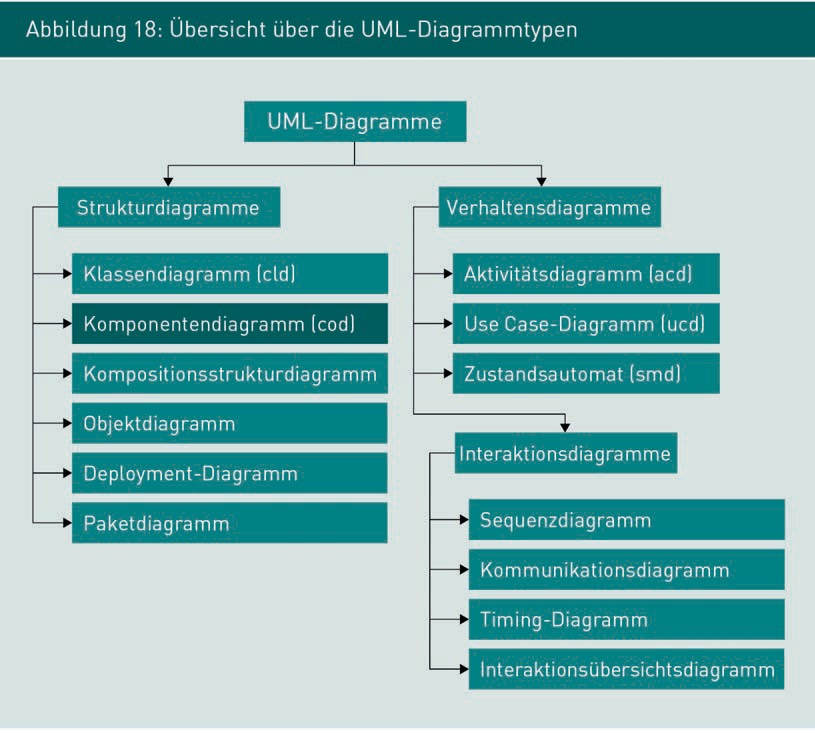 Abbildung 18: Übersicht über die UML-Diagrammtypen
UML-Diagramme
Strukturdiagramme
Klassendiagramm (cld)
Komponentendiagramm (cod)
Kompositionsstrukturdiagramm
Objektdiagramm
Deployment-Diagramm
Paketdiagramm
Verhaltensdiagramme
Aktivitätsdiagramm (acd)
Use Case-Diagramm (ucd)
Zustandsautomat (smd)
Interaktionsdiagramme
Sequenzdiagramm
Kommunikationsdiagramm
Timing-Diagramm
Interaktionsübersichtsdiagramm